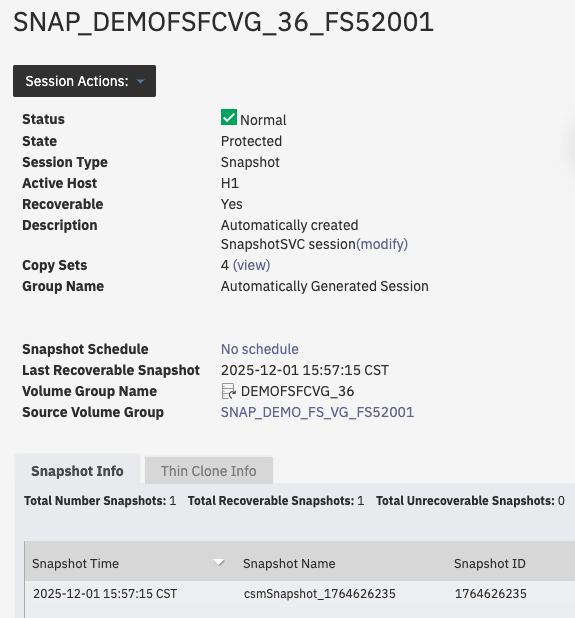 SNAP_DEMOFSFCVG_36_FS52001
Session Actions:
Status Normal
State Protected
Session Type Snapshot
Active Host H1
Recoverable Yes
Description Automatically created
SnapshotSVC session(modify)
Copy Sets 4 (view)
Group Name Automatically Generated Session
Snapshot Schedule No schedule
Last Recoverable Snapshot 2025-12-01 15:57:15 CST
Volume Group Name DEMOFSFCVG_36
Source Volume Group SNAP_DEMO_FS_VG_FS52001
Snapshot Info Thin Clone Info
Total Number Snapshots: 1 Total Recoverable Snapshots: 1 Total Unrecoverable Snapshots: 0
Snapshot Time Snapshot Name Snapshot ID
2025-12-01 15:57:15 CST csmSnapshot_1764626235 1764626235